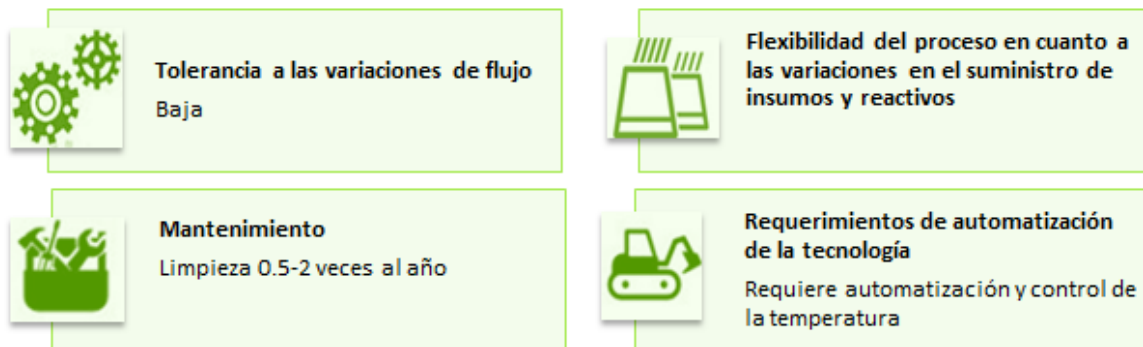 Tolerancia a las variaciones de flujo
Baja
Flexibilidad del proceso en cuanto a
las variaciones en el suministro de
insumos y reactivos
Mantenimiento
Limpieza 0.5-2 veces al año
Requerimientos de automatización
de la tecnología
Requiere automatización y control de
la temperatura